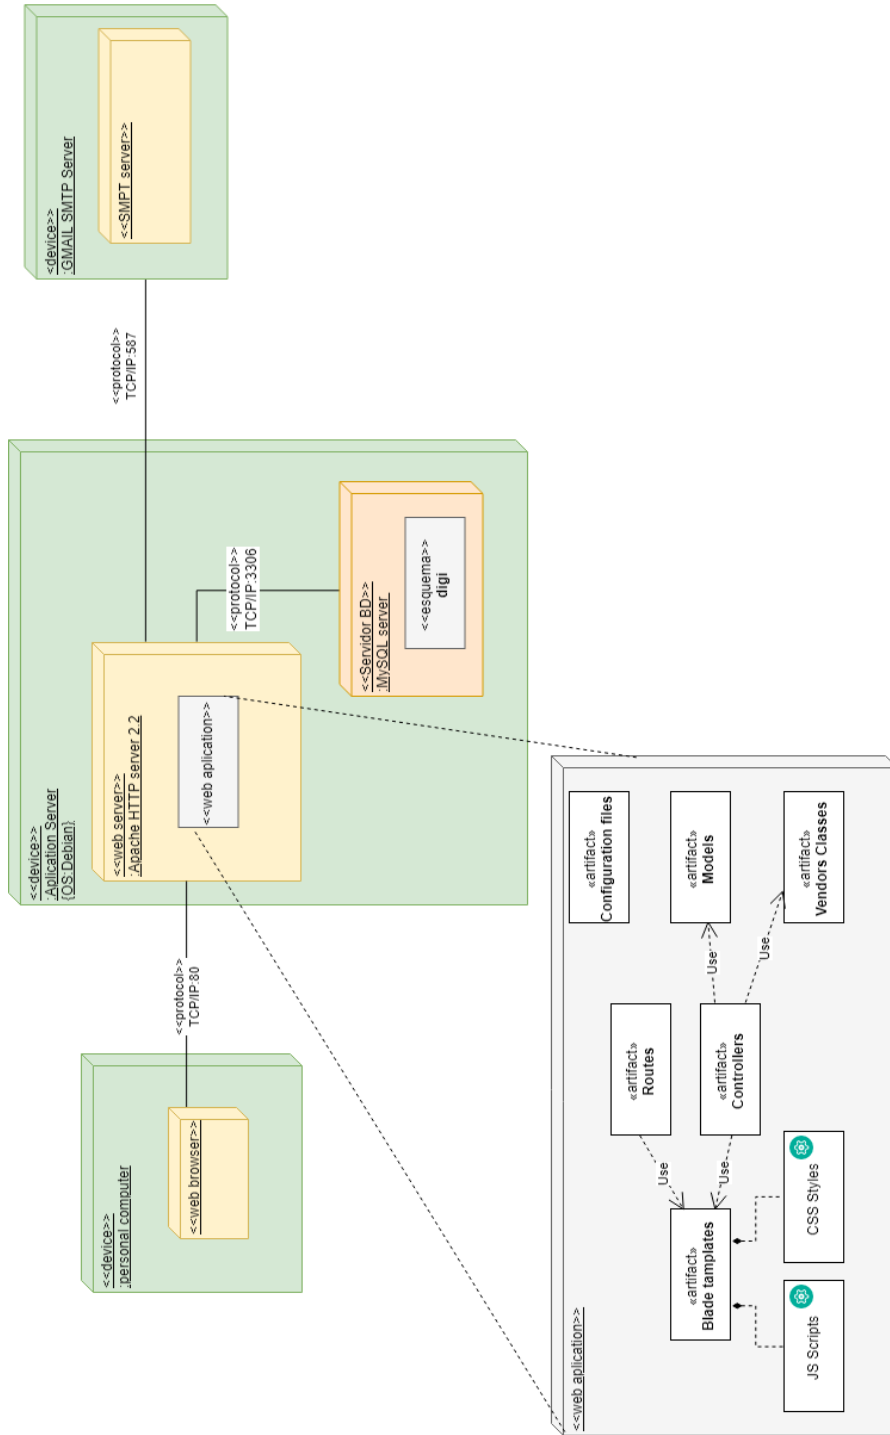 <<device>>
:personal computer
<<web browser>>
<<protocol>>
TCP/IP:80
<<device>>
:Aplication Server
{OS:Debian}
<<web server>>
:Apache HTTP server 2.2
<<web aplication>>
<<protocol>>
TCP/IP:3306
<<Servidor BD>>
:MySQL server
<<esquema>>
digi
<<protocol>>
TCP/IP:587
<device>>
:GMAIL SMTP Server
<<SMPT server>>
<<web aplication>>
«artifact»
Blade tamplates
JS Scripts
CSS Styles
Use
Use
«artifact»
Routes
«artifact»
Controllers
Use
Use
«artifact»
Configuration files
«artifact»
Models
«artifact»
Vendors Classes